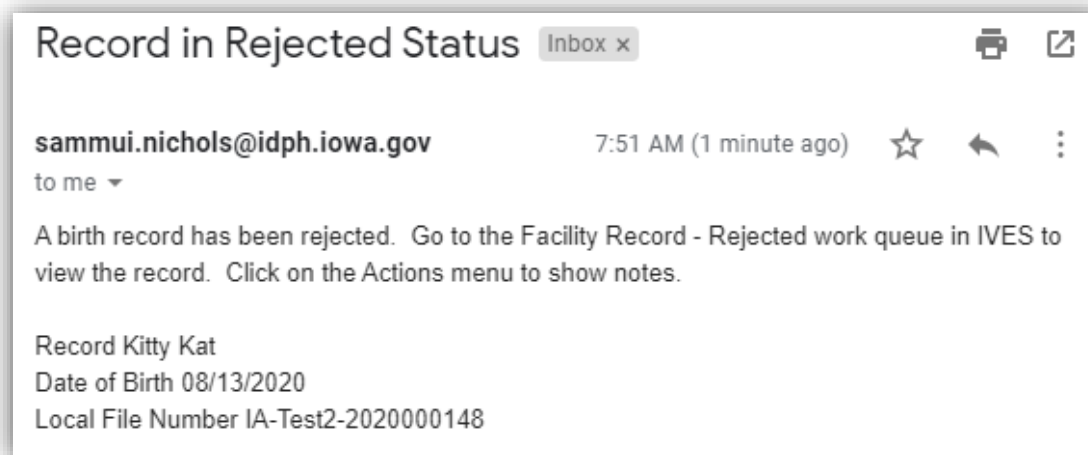 Record in Rejected Status Inbox x
sammui.nichols@idph.iowa.gov 7:51 AM (1 minute ago)
to me
A birth record has been rejected.  Go to the Facility Record - Rejected work queue in IVES to
view the record.  Click on the Actions menu to show notes.
Record Kitty Kat
Date of Birth 08/13/2020
Local File Number IA-Test2-2020000148